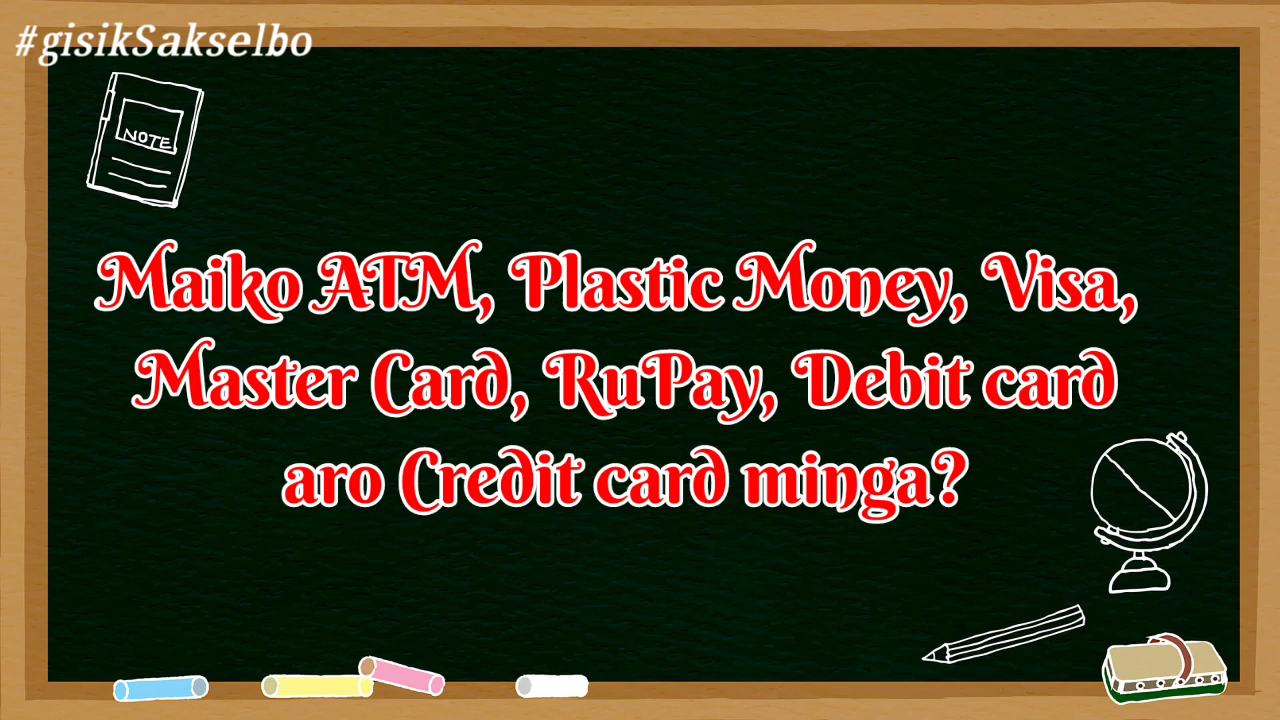 #gisikSakselbo
NOTE
Maiko ATM, Plastic Money, Visa,
Master Card, RuPay, Debit card
aro Credit card minga?